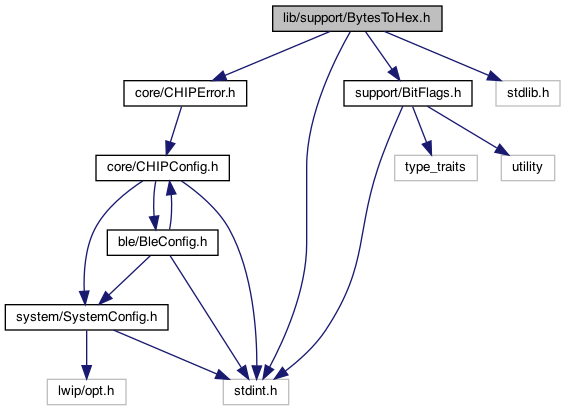 lib/support/BytesToHex.h
core/CHIPError.h
support/BitFlags.h
stdlib.h
core/CHIPConfig.h
type_traits
utility
ble/BleConfig.h
system/SystemConfig.h
lwip/opt.h
stdint.h